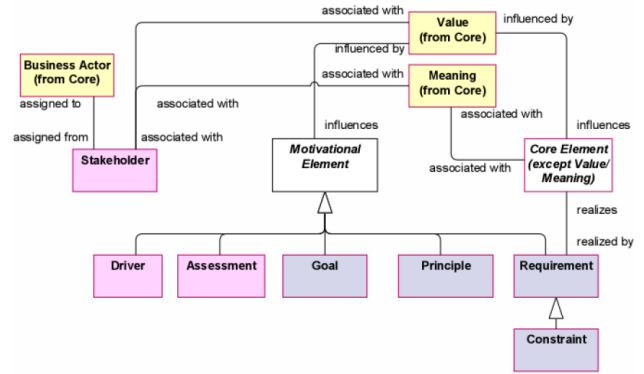 associated with
Value
(from Core)
influenced by
influenced by
Business Actor
(from Core)
associated with
Meaning
(from Core)
assigned to
associated with
associated with
assigned from
associated with
influences
influences
Stakeholder
Motivational
Element
associated with
Core Element
(except Value/
Meaning)
realizes
realized by
Driver
Assessment
Goal
Principle
Requirement
Constraint